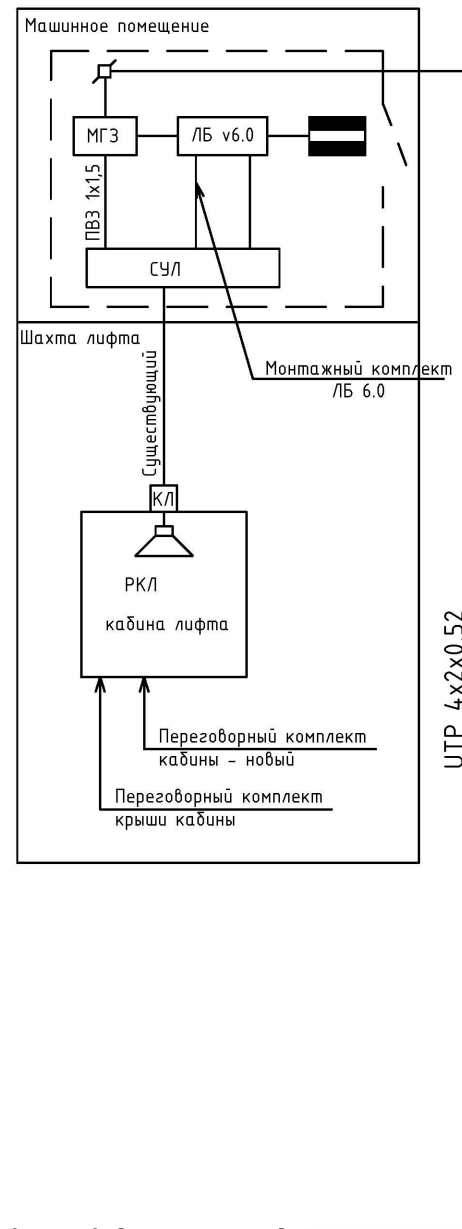 Машинное помещение
МГЗ
ЛБ v6.0
ПВЗ 1х1,5
СУЛ
Шахта лифта
Существующий
Монтажный комплект
ЛБ 6.0
КЛ
РКЛ
кабина лифта
UTP 4x2x0,52
Переговорный комплект
кабины - новый
Переговорный комплект
крыши кабины